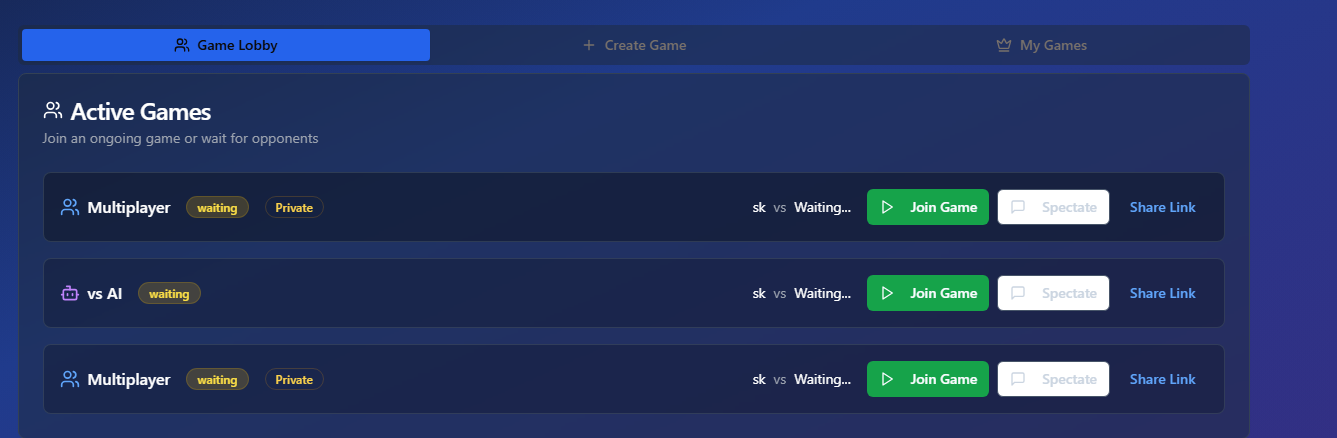 Game Lobby Create Game My Games
Active Games
Join an ongoing game or wait for opponents
Multiplayer waiting Private sk vs Waiting... Join Game Spectate Share Link
vs AI waiting sk vs Waiting... Join Game Spectate Share Link
Multiplayer waiting Private sk vs Waiting... Join Game Spectate Share Link